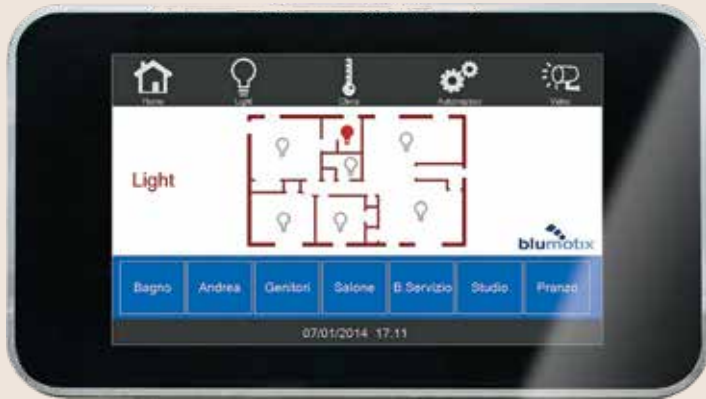 Home Light Clima Automazioni Video
Light
blumotix
Bagno Andrea Genitori Salone B.Servizio Studio Pranzo
07/01/2014 17.11